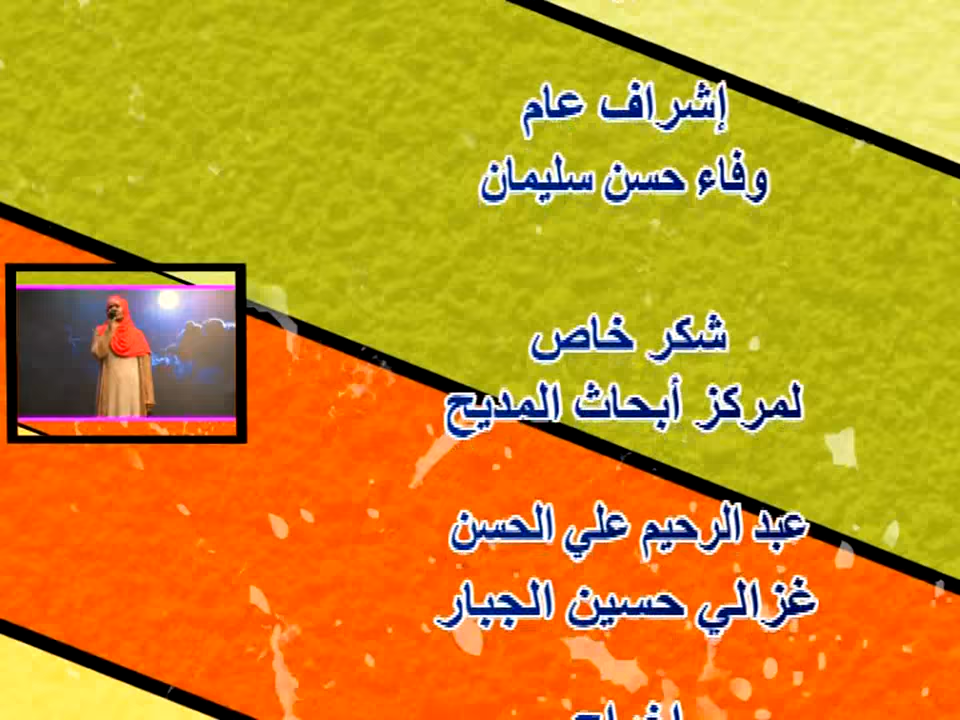 إشراف عام
وفاء حسن سليمان
شكر خاص
لمركز أبحاث المديح
عبد الرحيم علي الحسن
غزالي حسين الجبار